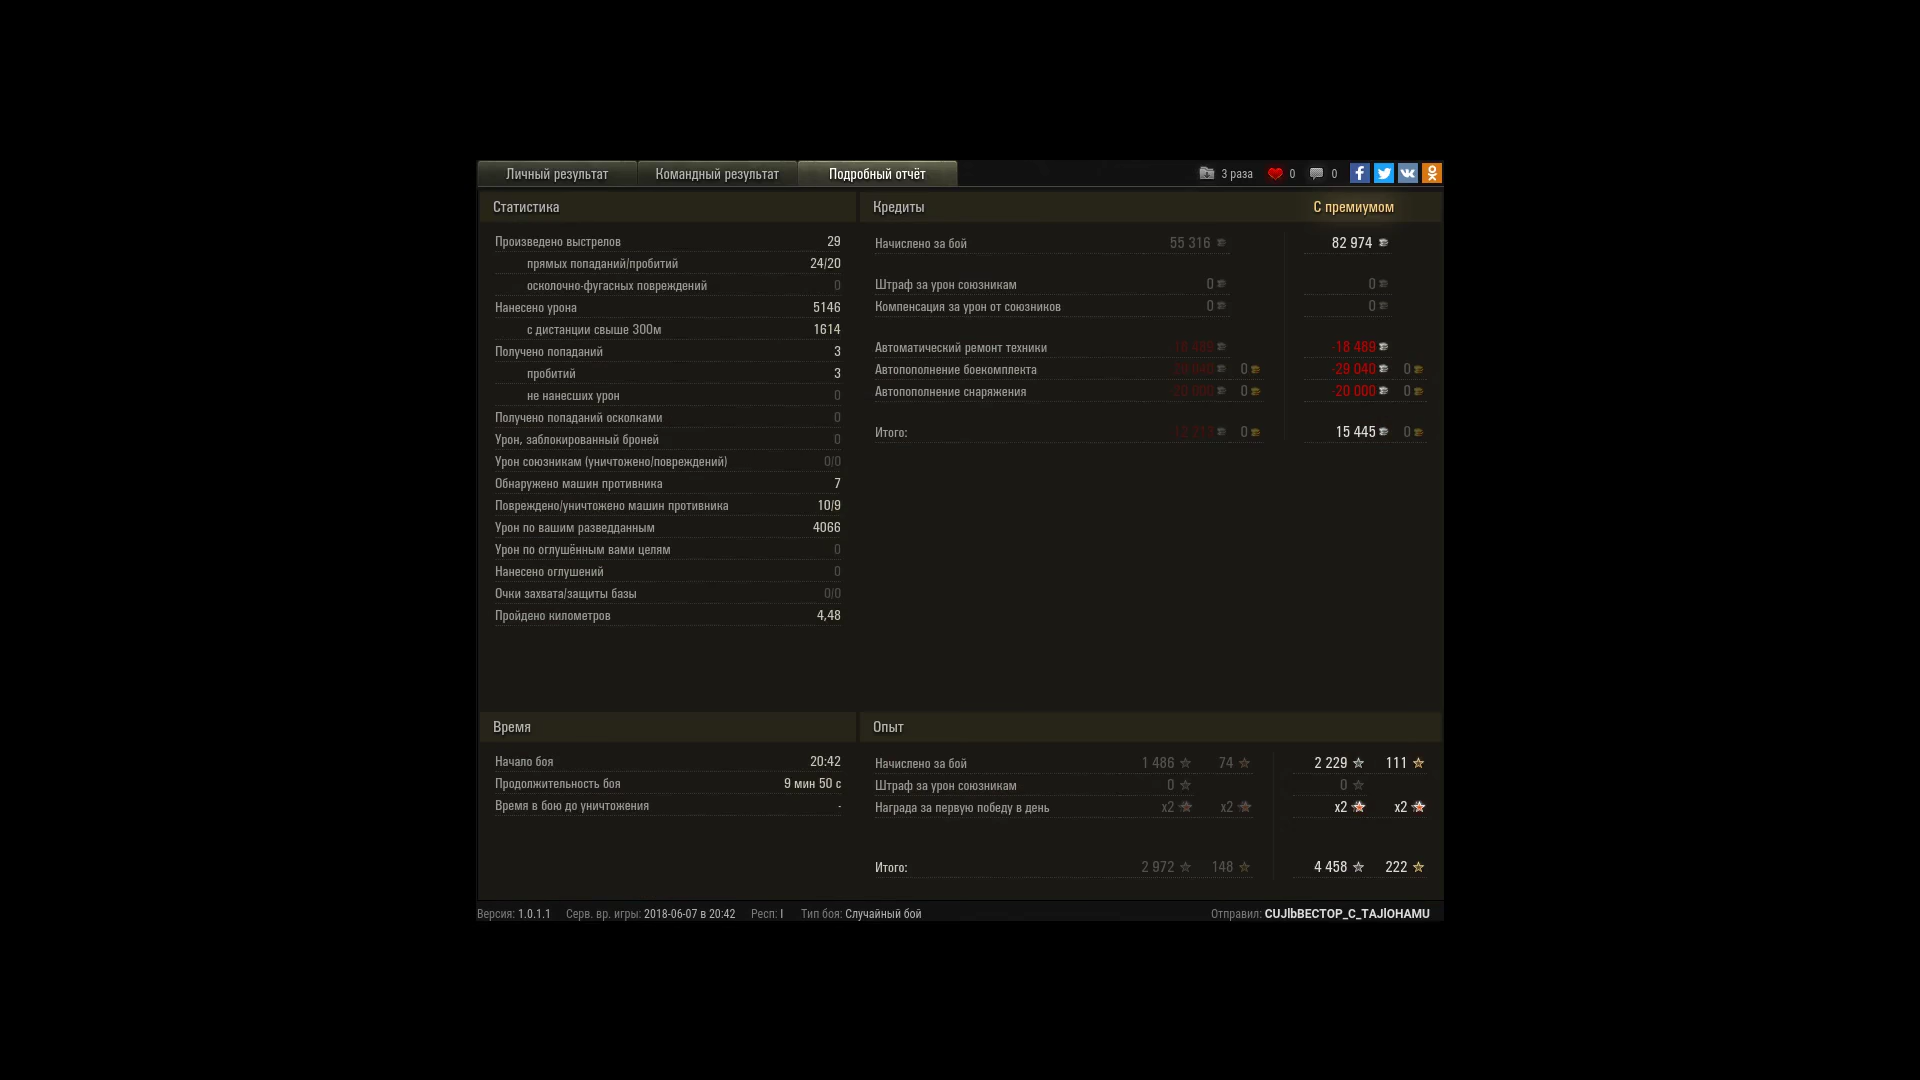 Личный результат Командный результат Подробный отчёт 3 раза 0 0
Статистика
Произведено выстрелов 29
прямых попаданий/пробитий 24/20
осколочно-фугасных повреждений 0
Нанесено урона 5146
с дистанции свыше 300м 1614
Получено попаданий 3
пробитий 3
не нанесших урон 0
Получено попаданий осколками 0
Урон, заблокированный броней 0
Урон союзникам (уничтожено/повреждений) 0/0
Обнаружено машин противника 7
Повреждено/уничтожено машин противника 10/9
Урон по вашим разведданным 4066
Урон по оглушённым вами целям 0
Нанесено оглушений 0
Очки захвата/защиты базы 0/0
Пройдено километров 4,48
Кредиты С премиумом
Начислено за бой 55 316 82 974
Штраф за урон союзникам 0 0
Компенсация за урон от союзников 0 0
Автоматический ремонт техники -18 489 -18 489
Автопополнение боекомплекта -29 040 0 -29 040 0
Автопополнение снаряжения -20 000 0 -20 000 0
Итого: 0 15 445 0
Время
Начало боя 20:42
Продолжительность боя 9 мин 50 с
Время в бою до уничтожения -
Опыт
Начислено за бой 1 486 74 2 229 111
Штраф за урон союзникам 0 0
Награда за первую победу в день x2 x2 x2 x2
Итого: 2 972 148 4 458 222
Версия: 1.0.1.1 Серв. вр. игры: 2018-06-07 в 20:42 Респ: I Тип боя: Случайный бой Отправил: CUJlbBECTOP_C_TAJlOHAMU